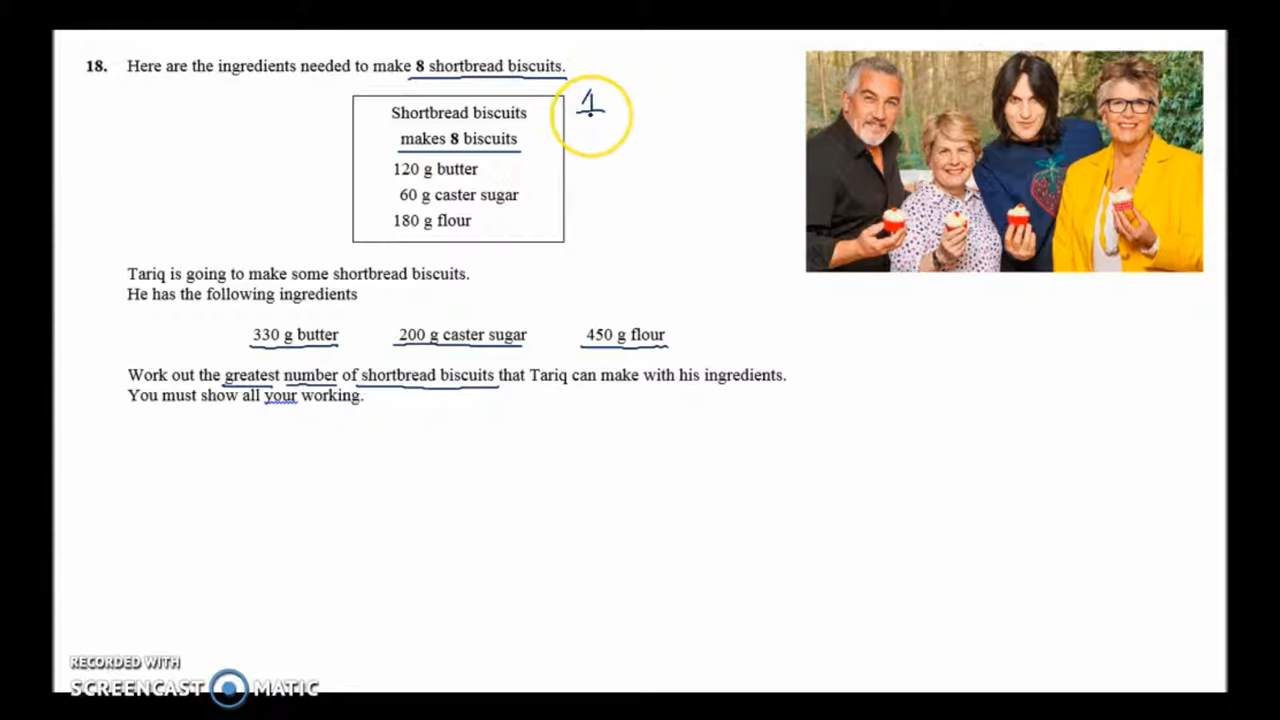 18. Here are the ingredients needed to make 8 shortbread biscuits.
Shortbread biscuits
makes 8 biscuits
120 g butter
60 g caster sugar
180 g flour
1
Tariq is going to make some shortbread biscuits.
He has the following ingredients
330 g butter 200 g caster sugar 450 g flour
Work out the greatest number of shortbread biscuits that Tariq can make with his ingredients.
You must show all your working.
RECORDED WITH
SCREENCAST MATIC